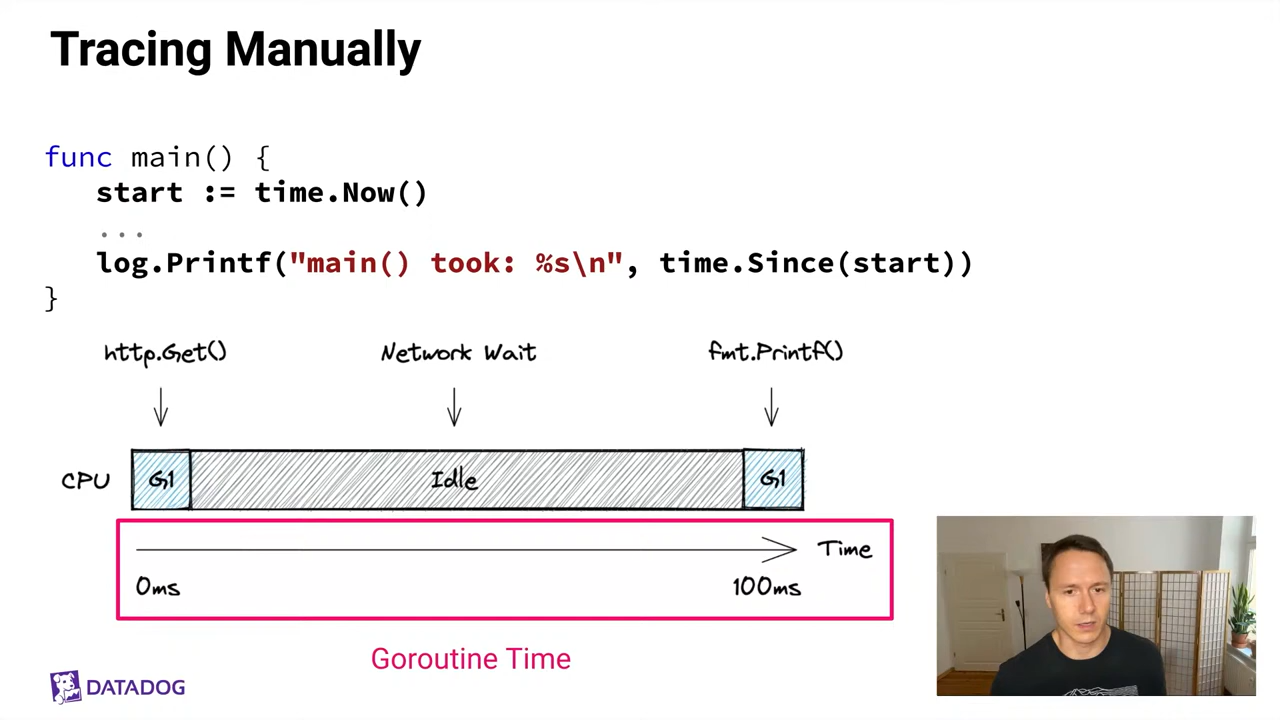 Tracing Manually
func main() {
start := time.Now()
...
log.Printf("main() took: %s\n", time.Since(start))
}
http.Get() Network Wait fmt.Printf()
CPU G1 Idle G1
Time
0ms 100ms
Goroutine Time
DATADOG